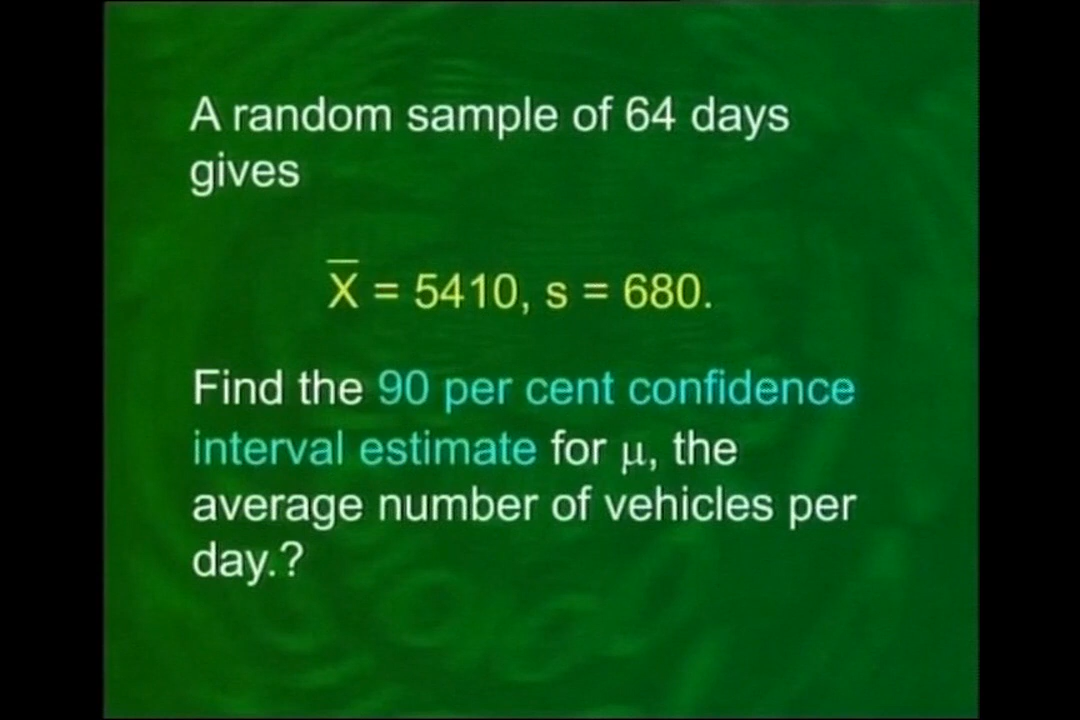 A random sample of 64 days
gives
X̅ = 5410, s = 680.
Find the 90 per cent confidence
interval estimate for μ, the
average number of vehicles per
day.?